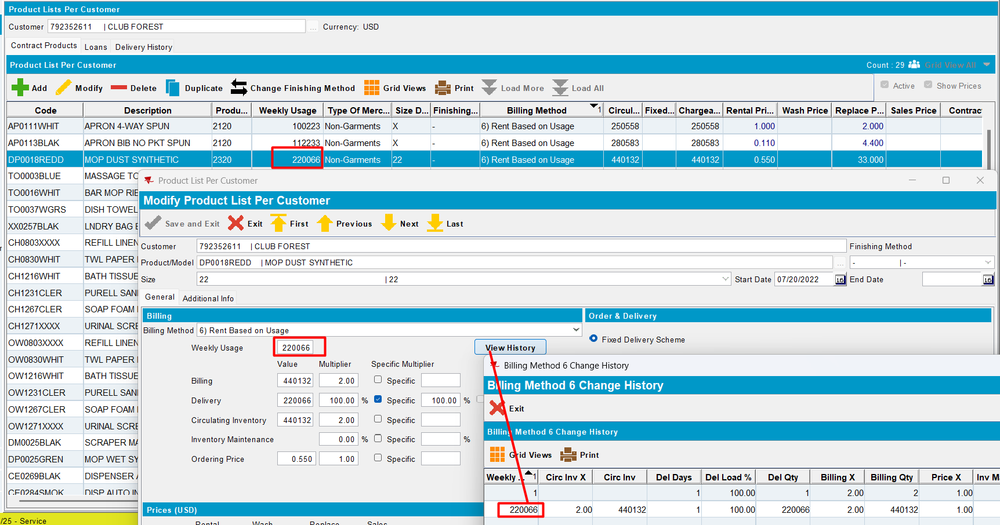 Product Lists Per Customer
Customer 792352611 | CLUB FOREST ... Currency: USD
Contract Products Loans Delivery History
Product List Per Customer Count : 29 Grid View All
Add Modify Delete Duplicate Change Finishing Method Grid Views Print Load More Load All Active Show Prices
Code Description Produ... Weekly Usage Type Of Merc... Size D... Finishing... Billing Method 1 Circul... Fixed... Chargea... Rental Pri... Wash Price Replace P... Sales Price Contrac
AP0111WHIT APRON 4-WAY SPUN 2120 100223 Non-Garments X - 6) Rent Based on Usage 250558 250558 1.000 2.000
AP0113BLAK APRON BIB NO PKT SPUN 2120 112233 Non-Garments X - 6) Rent Based on Usage 280583 280583 0.110 4.400
DP0018REDD MOP DUST SYNTHETIC 2320 220066 Non-Garments 22 - 6) Rent Based on Usage 440132 440132 0.550 33.000
TO0003BLUE MASSAGE TO
TO0016WHIT BAR MOP RIE
TO0037WGRS DISH TOWEL
XX0257BLAK LNDRY BAG
CH0803XXXX REFILL LINEN
CH0830WHIT TWL PAPER
CH1216WHIT BATH TISSUE
CH1231CLER PURELL SANI
CH1267CLER SOAP FOAM
CH1271XXXX URINAL SCRE
OW0803XXXX REFILL LINEN
OW0830WHIT TWL PAPER
OW1216WHIT BATH TISSUE
OW1231CLER PURELL SANI
OW1267CLER SOAP FOAM
OW1271XXXX URINAL SCRE
DM0025BLAK SCRAPER MA
DP0025GREN MOP WET SY
CE0269BLAK DISPENSER A
CE0284SMOK DISP AUTO IN
/25 - Service
Product List Per Customer
Modify Product List Per Customer
Save and Exit Exit First Previous Next Last
Customer 792352611 | CLUB FOREST Finishing Method
Product/Model DP0018REDD | MOP DUST SYNTHETIC ... - | -
Size 22 | 22 Start Date 07/20/2022 16 End Date 16
General Additional Info
Billing Order & Delivery
Billing Method 6) Rent Based on Usage Fixed Delivery Scheme
Weekly Usage 220066 View History
Value Multiplier Specific Multiplier
Billing 440132 2.00 Specific
Delivery 220066 100.00 % Specific 100.00 %
Circulating Inventory 440132 2.00 Specific
Inventory Maintenance 0.00 % Specific %
Ordering Price 0.550 1.00 Specific
Prices (USD)
Rental Wash Replace Sales
Billing Method 6 Change History
Billing Method 6 Change History
Exit
Billing Method 6 Change History
Grid Views Print
Weekly ... 1 Circ Inv X Circ Inv Del Days Del Load % Del Qty Billing X Billing Qty Price X Inv M
1 1 100.00 1 2.00 2 1.00
220066 2.00 440132 1 100.00 220066 2.00 440132 1.00